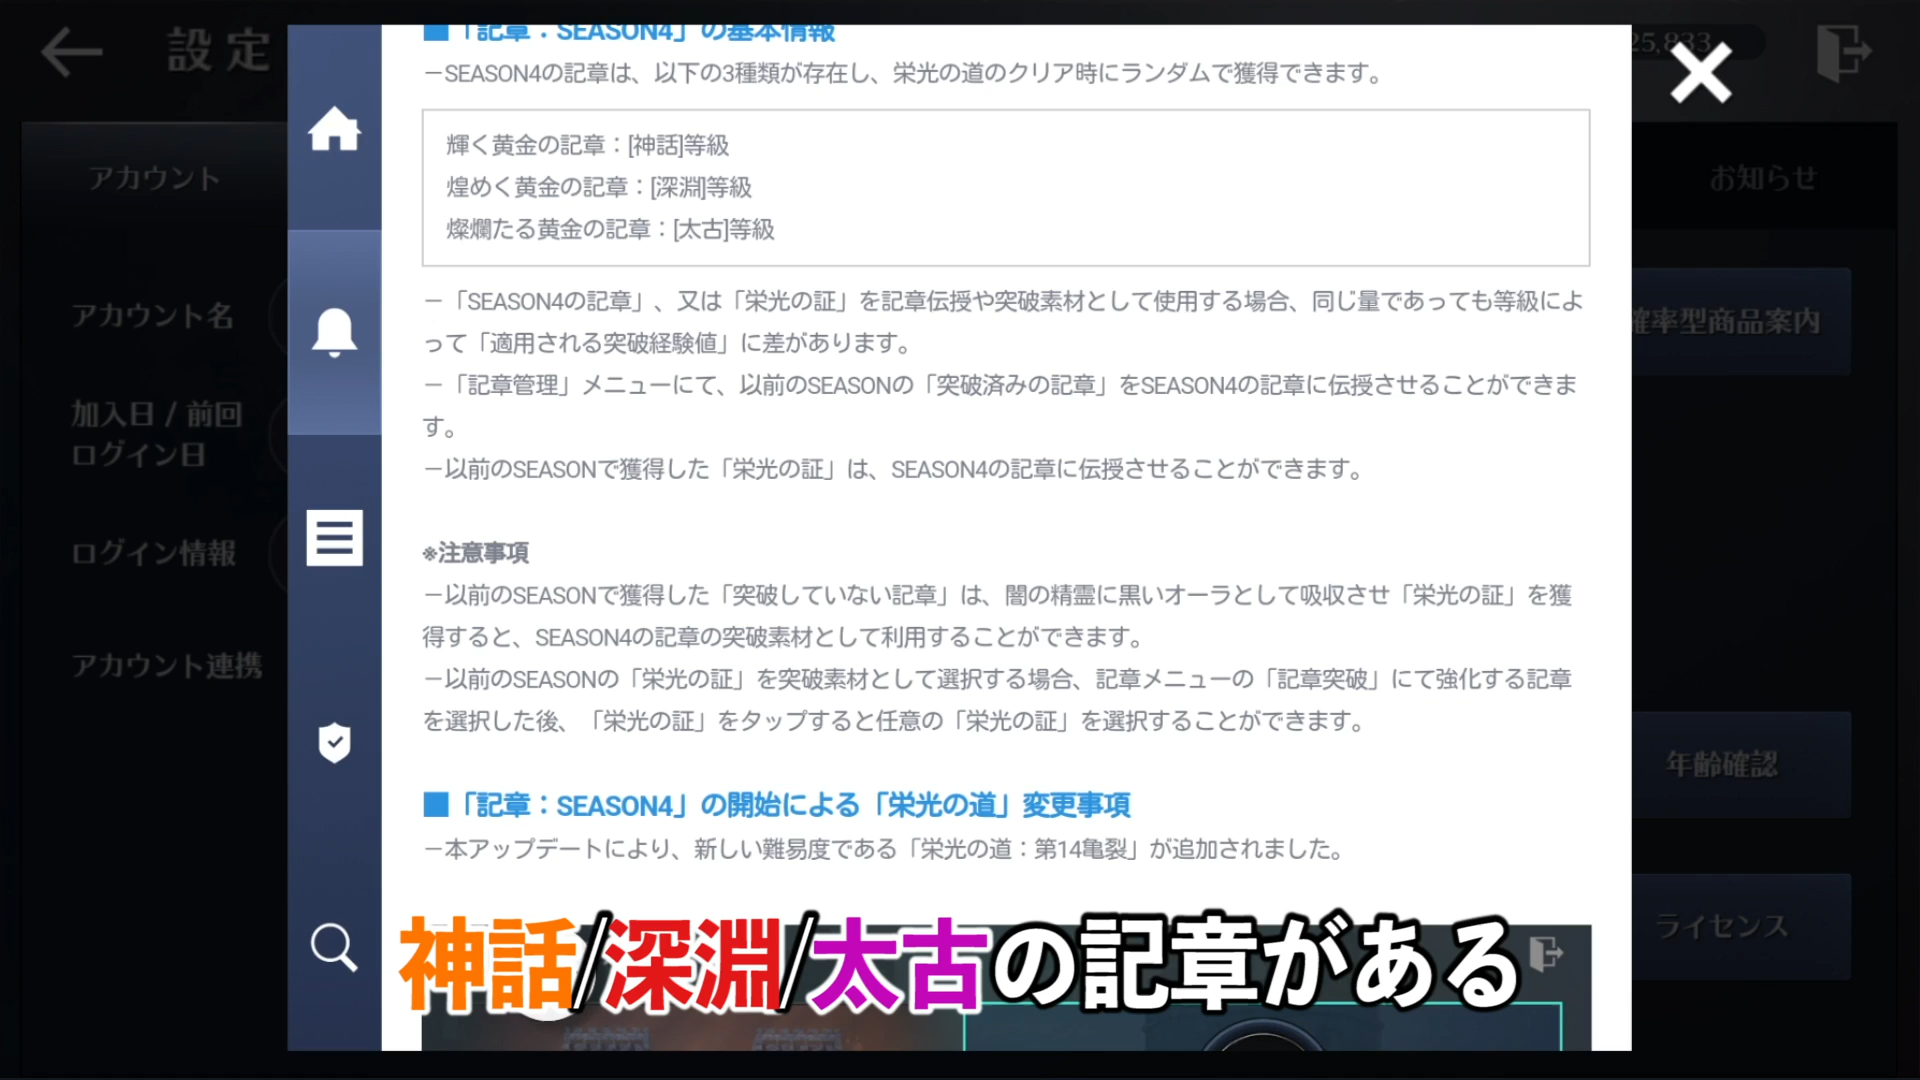 設定
25,833
アカウント
お知らせ
アカウント名
加入日 / 前回
ログイン日
ログイン情報
アカウント連携
確率型商品案内
年齢確認
ライセンス
■「記章：SEASON4」の基本情報
－SEASON4の記章は、以下の3種類が存在し、栄光の道のクリア時にランダムで獲得できます。
輝く黄金の記章：[神話]等級
煌めく黄金の記章：[深淵]等級
燦爛たる黄金の記章：[太古]等級
－「SEASON4の記章」、又は「栄光の証」を記章伝授や突破素材として使用する場合、同じ量であっても等級によ
って「適用される突破経験値」に差があります。
－「記章管理」メニューにて、以前のSEASONの「突破済みの記章」をSEASON4の記章に伝授させることができま
す。
－以前のSEASONで獲得した「栄光の証」は、SEASON4の記章に伝授させることができます。
※注意事項
－以前のSEASONで獲得した「突破していない記章」は、闇の精霊に黒いオーラとして吸収させ「栄光の証」を獲
得すると、SEASON4の記章の突破素材として利用することができます。
－以前のSEASONの「栄光の証」を突破素材として選択する場合、記章メニューの「記章突破」にて強化する記章
を選択した後、「栄光の証」をタップすると任意の「栄光の証」を選択することができます。
■「記章：SEASON4」の開始による「栄光の道」変更事項
－本アップデートにより、新しい難易度である「栄光の道：第14亀裂」が追加されました。
神話/深淵/太古の記章がある